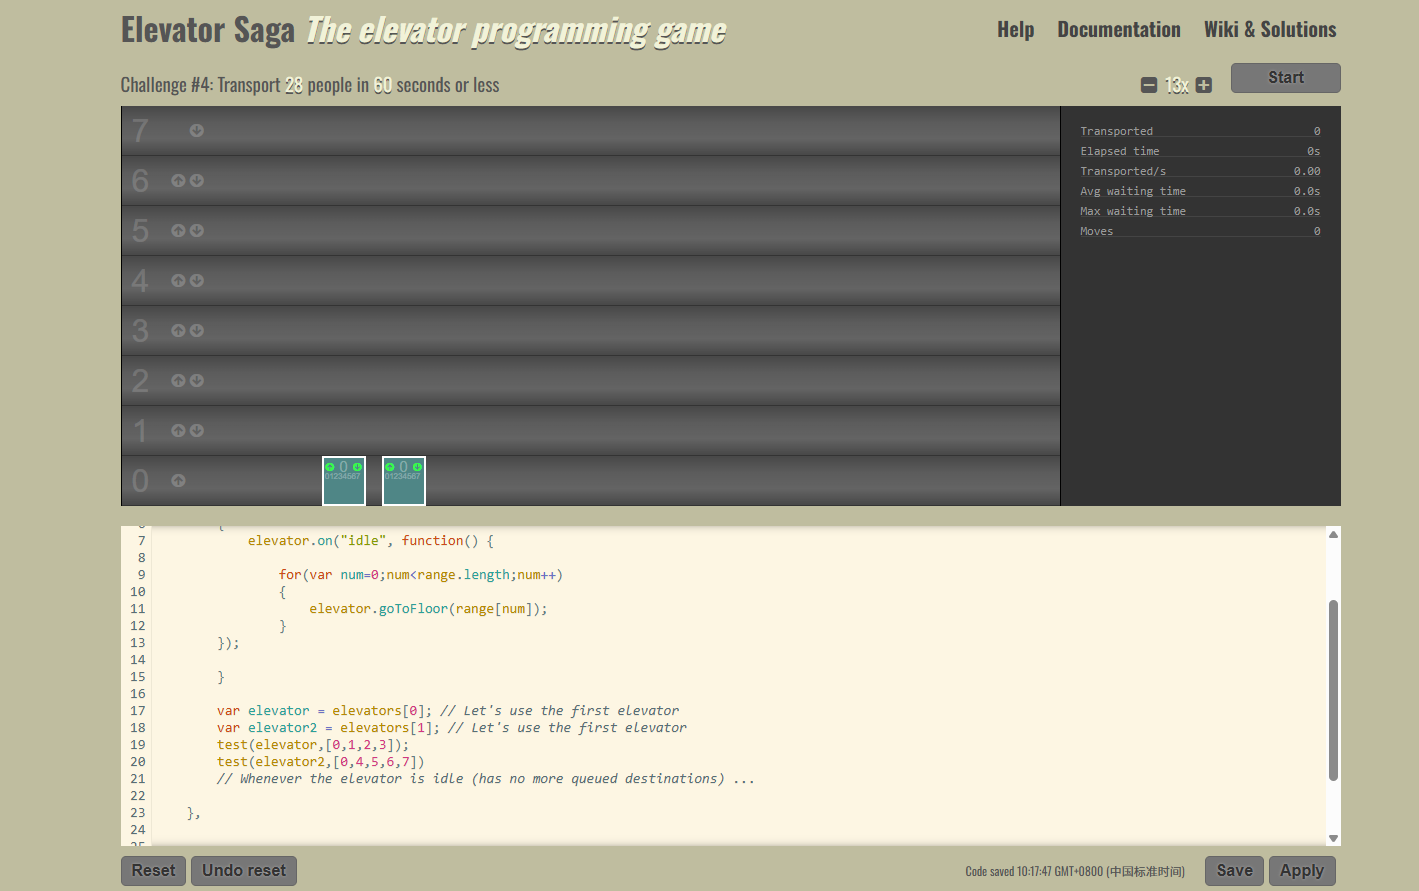 Elevator Saga The elevator programming game
Help Documentation Wiki & Solutions
Challenge #4: Transport 28 people in 60 seconds or less
13x
Start
7
6
5
4
3
2
1
0
0
01234567
0
01234567
Transported 0
Elapsed time 0s
Transported/s 0.00
Avg waiting time 0.0s
Max waiting time 0.0s
Moves 0
6 {
7 elevator.on("idle", function() {
8
9 for(var num=0;num<range.length;num++)
10 {
11 elevator.goToFloor(range[num]);
12 }
13 });
14
15 }
16
17 var elevator = elevators[0]; // Let's use the first elevator
18 var elevator2 = elevators[1]; // Let's use the first elevator
19 test(elevator,[0,1,2,3]);
20 test(elevator2,[0,4,5,6,7])
21 // Whenever the elevator is idle (has no more queued destinations) ...
22
23 },
24
25
Reset Undo reset
Code saved 10:17:47 GMT+0800 (中国标准时间)
Save Apply